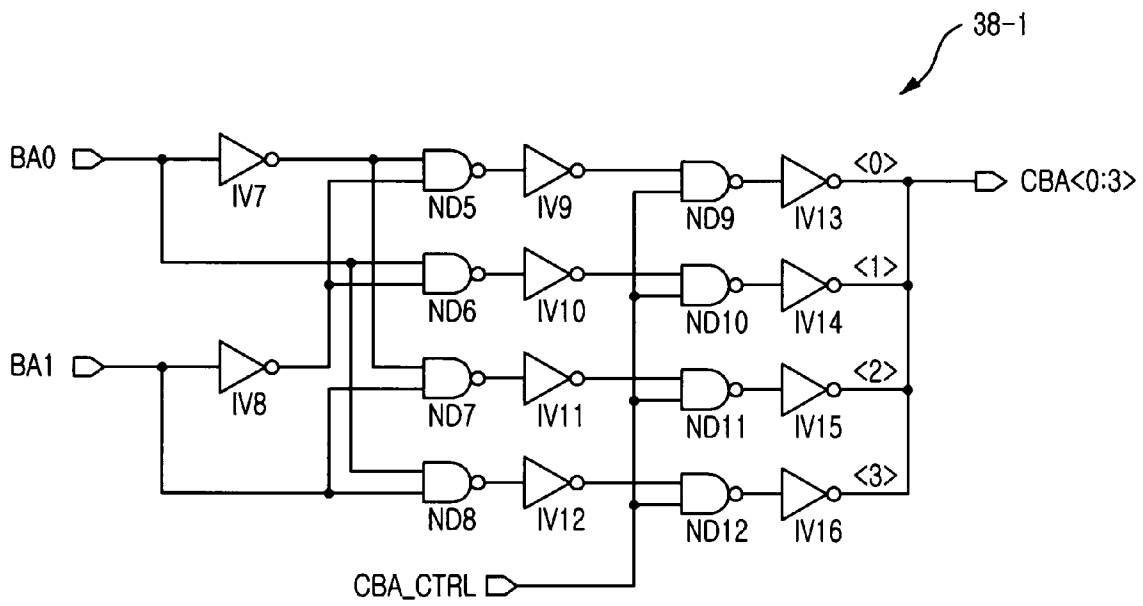 38-1
BA0
IV7
ND5
IV9
ND9
IV13
<0>
CBA<0:3>
ND6
IV10
ND10
IV14
<1>
BA1
IV8
ND7
IV11
ND11
IV15
<2>
ND8
IV12
ND12
IV16
<3>
CBA_CTRL